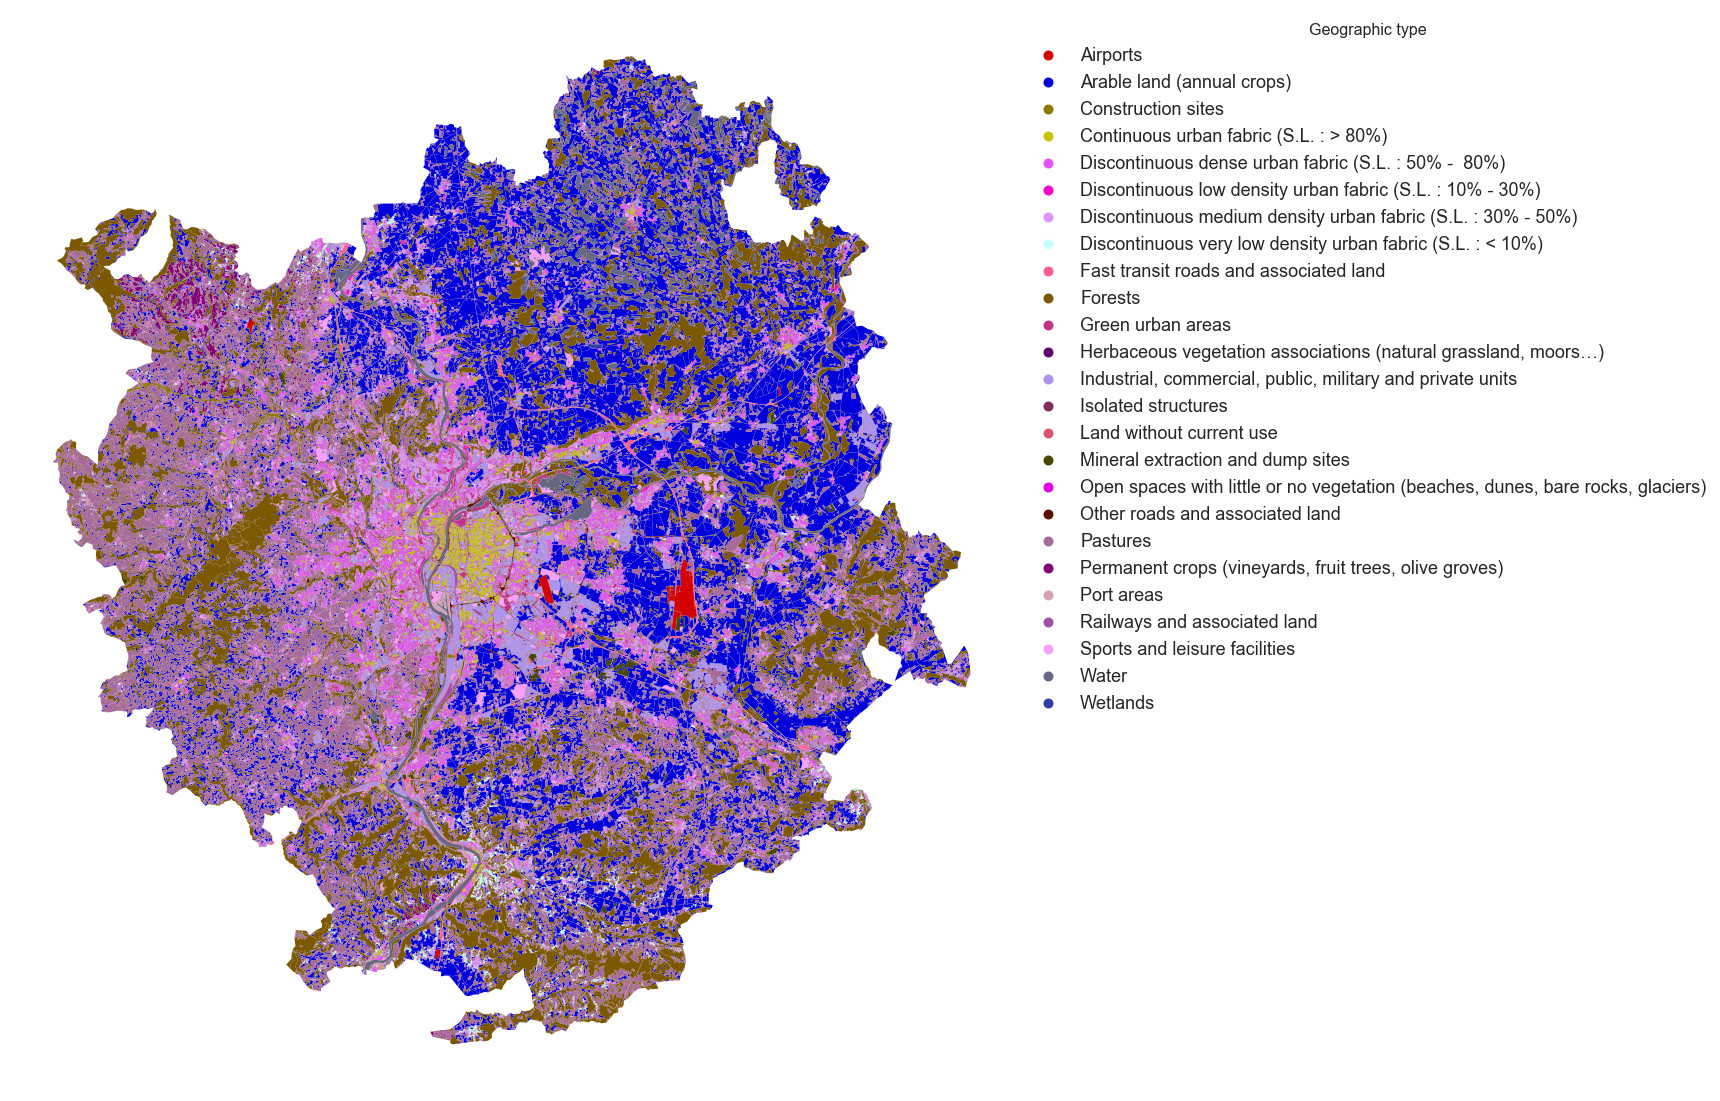 Geographic type
Airports
Arable land (annual crops)
Construction sites
Continuous urban fabric (S.L. : > 80%)
Discontinuous dense urban fabric (S.L. : 50% -  80%)
Discontinuous low density urban fabric (S.L. : 10% - 30%)
Discontinuous medium density urban fabric (S.L. : 30% - 50%)
Discontinuous very low density urban fabric (S.L. : < 10%)
Fast transit roads and associated land
Forests
Green urban areas
Herbaceous vegetation associations (natural grassland, moors…)
Industrial, commercial, public, military and private units
Isolated structures
Land without current use
Mineral extraction and dump sites
Open spaces with little or no vegetation (beaches, dunes, bare rocks, glaciers)
Other roads and associated land
Pastures
Permanent crops (vineyards, fruit trees, olive groves)
Port areas
Railways and associated land
Sports and leisure facilities
Water
Wetlands